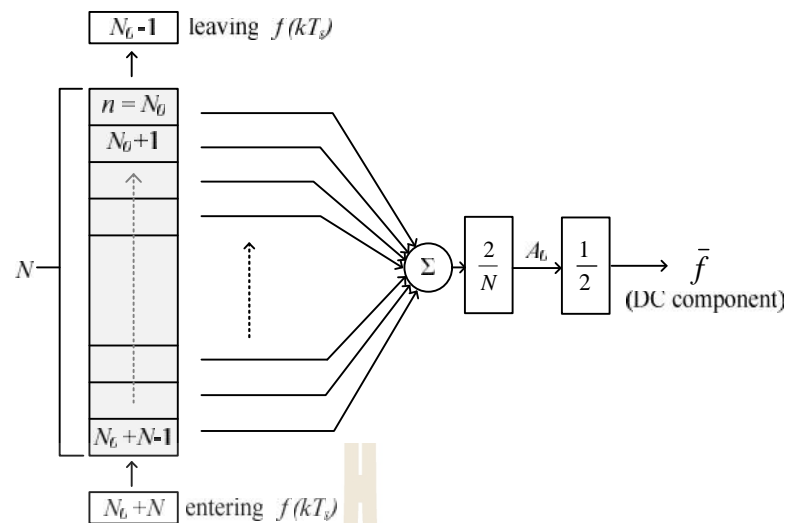 N₀-1 leaving f(kTₛ)
n = N₀
N₀+1
N
N₀+N-1
N₀+N entering f(kTₛ)
Σ
2
N
A₀
1
2
f̄
(DC component)